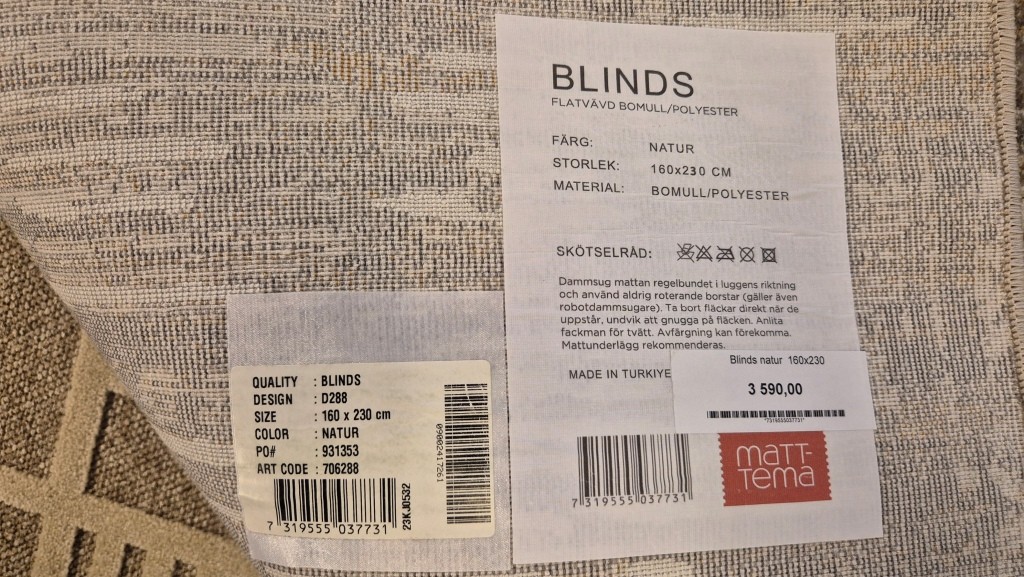 BLINDS
FLATVÄVD BOMULL/POLYESTER
FÄRG: NATUR
STORLEK: 160x230 CM
MATERIAL: BOMULL/POLYESTER
SKÖTSELRÅD:
Dammsug mattan regelbundet i luggens riktning
och använd aldrig roterande borstar (gäller även
robotdammsugare). Ta bort fläckar direkt när de
uppstår, undvik att gnugga på fläcken. Anlita
fackman för tvätt. Avfärgning kan förekomma.
Mattunderlägg rekommenderas.
MADE IN TURKIYE
Blinds natur 160x230
3 590,00
*7319555037731*
7 319555 037731
MATT-
TEMA
QUALITY : BLINDS
DESIGN : D288
SIZE : 160 x 230 cm
COLOR : NATUR
PO# : 931353
ART CODE : 706288
7 319555 037731
23KJ0532
09002417261